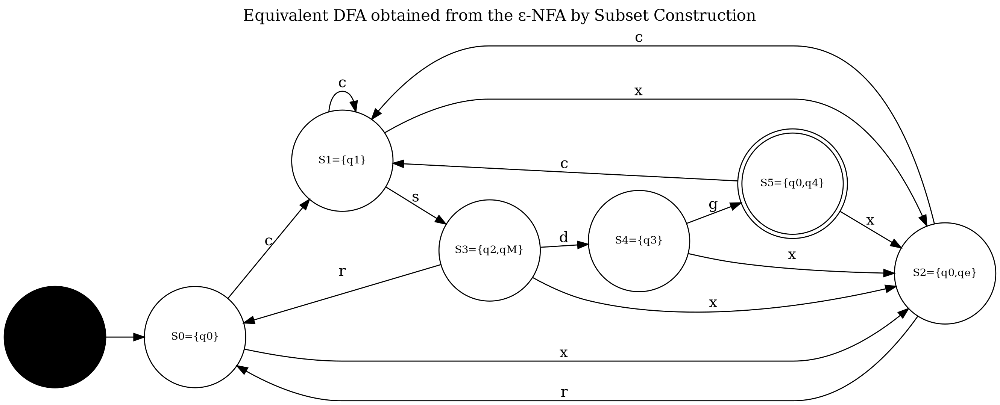 Equivalent DFA obtained from the ε-NFA by Subset Construction
c
c
x
S1={q1}
c
S5={q0,q4}
s
g
x
d
c
S4={q3}
S3={q2,qM}
x
r
S2={q0,qe}
x
S0={q0}
x
r